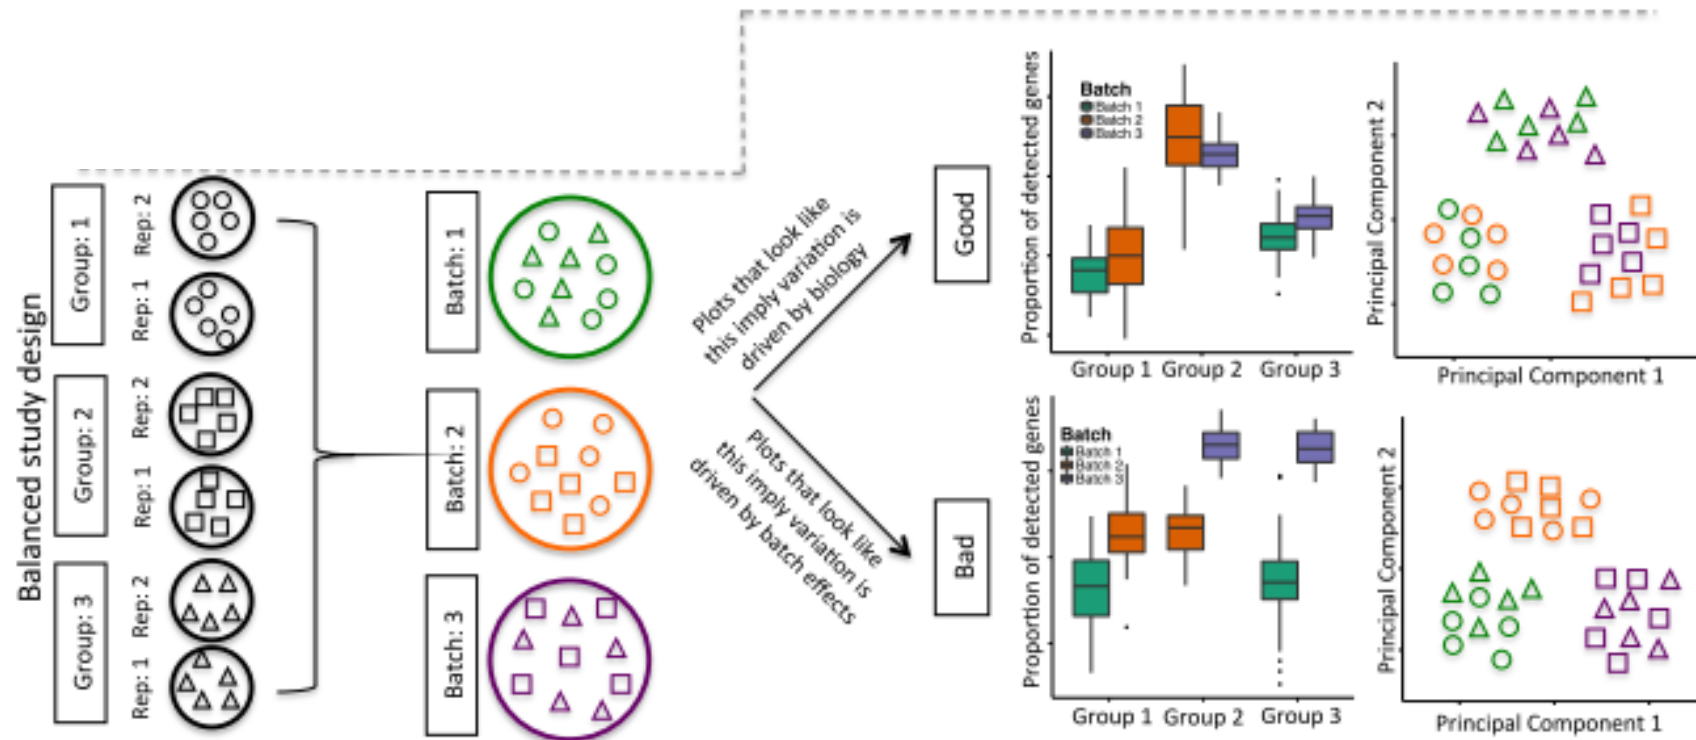 Balanced study design
Group: 1
Rep: 2
Rep: 1
Group: 2
Rep: 2
Rep: 1
Group: 3
Rep: 2
Rep: 1
Batch: 1
Batch: 2
Batch: 3
Plots that look like
this imply variation is
driven by biology
Plots that look like
this imply variation is
driven by batch effects
Good
Proportion of detected genes
Batch
Batch 1
Batch 2
Batch 3
Group 1 Group 2 Group 3
Principal Component 2
Principal Component 1
Bad
Proportion of detected genes
Batch
Batch 1
Batch 2
Batch 3
Group 1 Group 2 Group 3
Principal Component 2
Principal Component 1